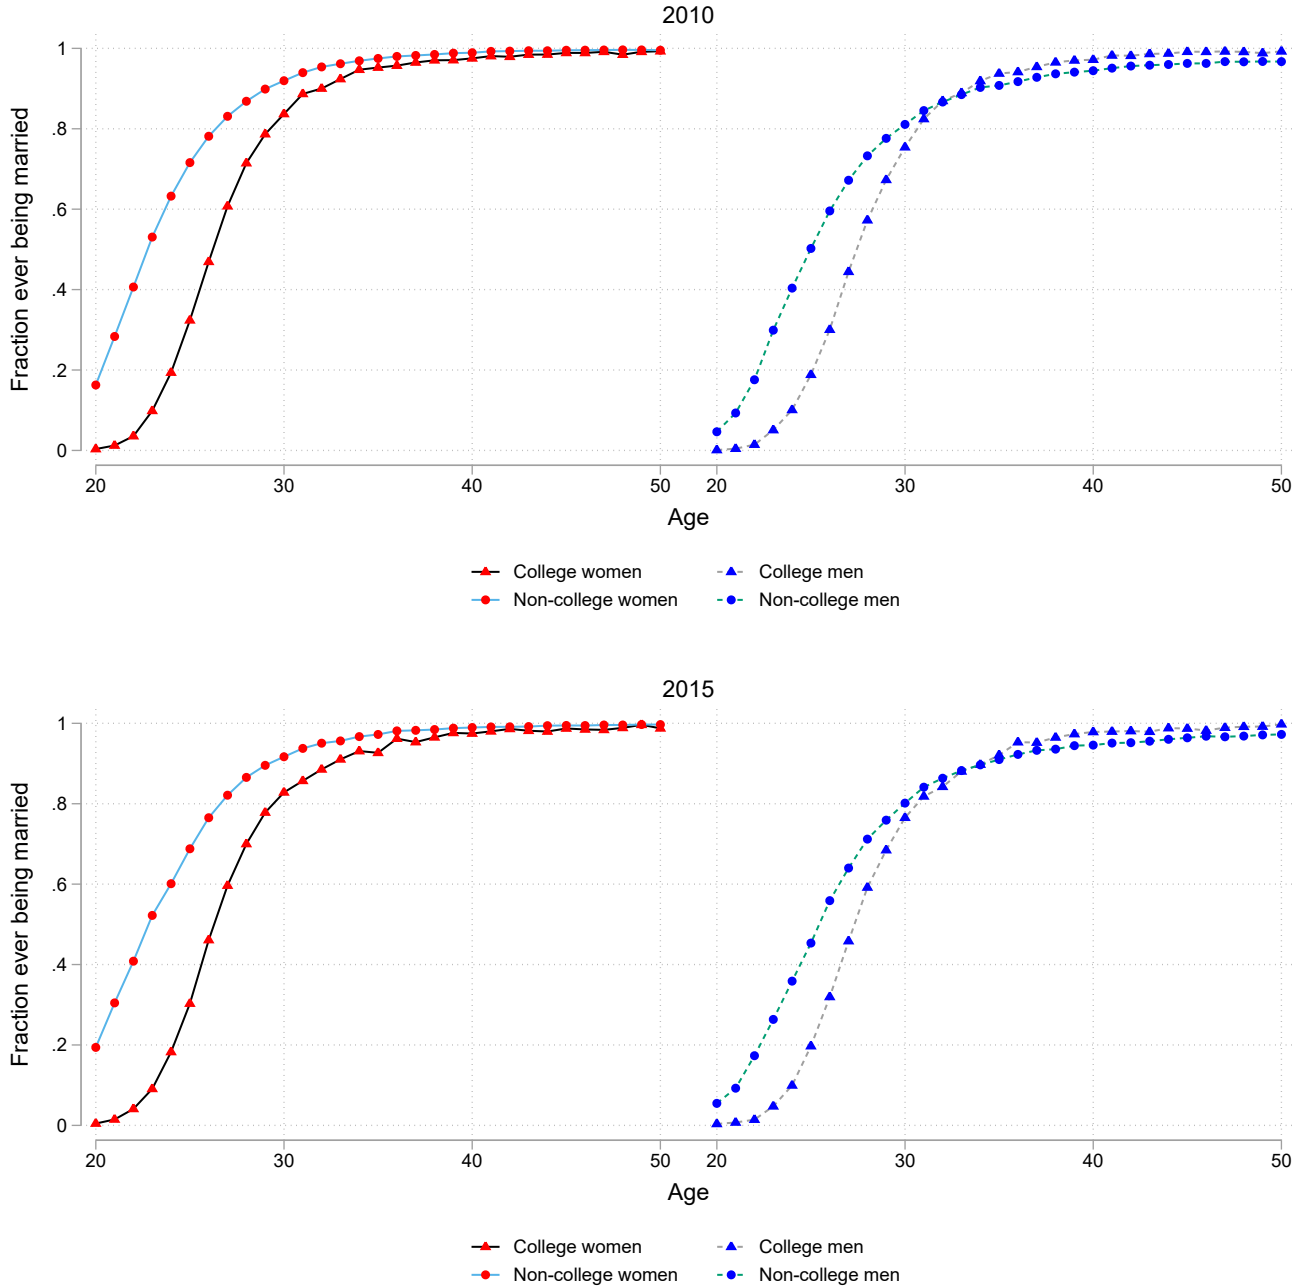 2010
Fraction ever being married
1
.8
.6
.4
.2
0
20 30 40 50 20 30 40 50
Age
College women College men
Non-college women Non-college men
2015
Fraction ever being married
1
.8
.6
.4
.2
0
20 30 40 50 20 30 40 50
Age
College women College men
Non-college women Non-college men